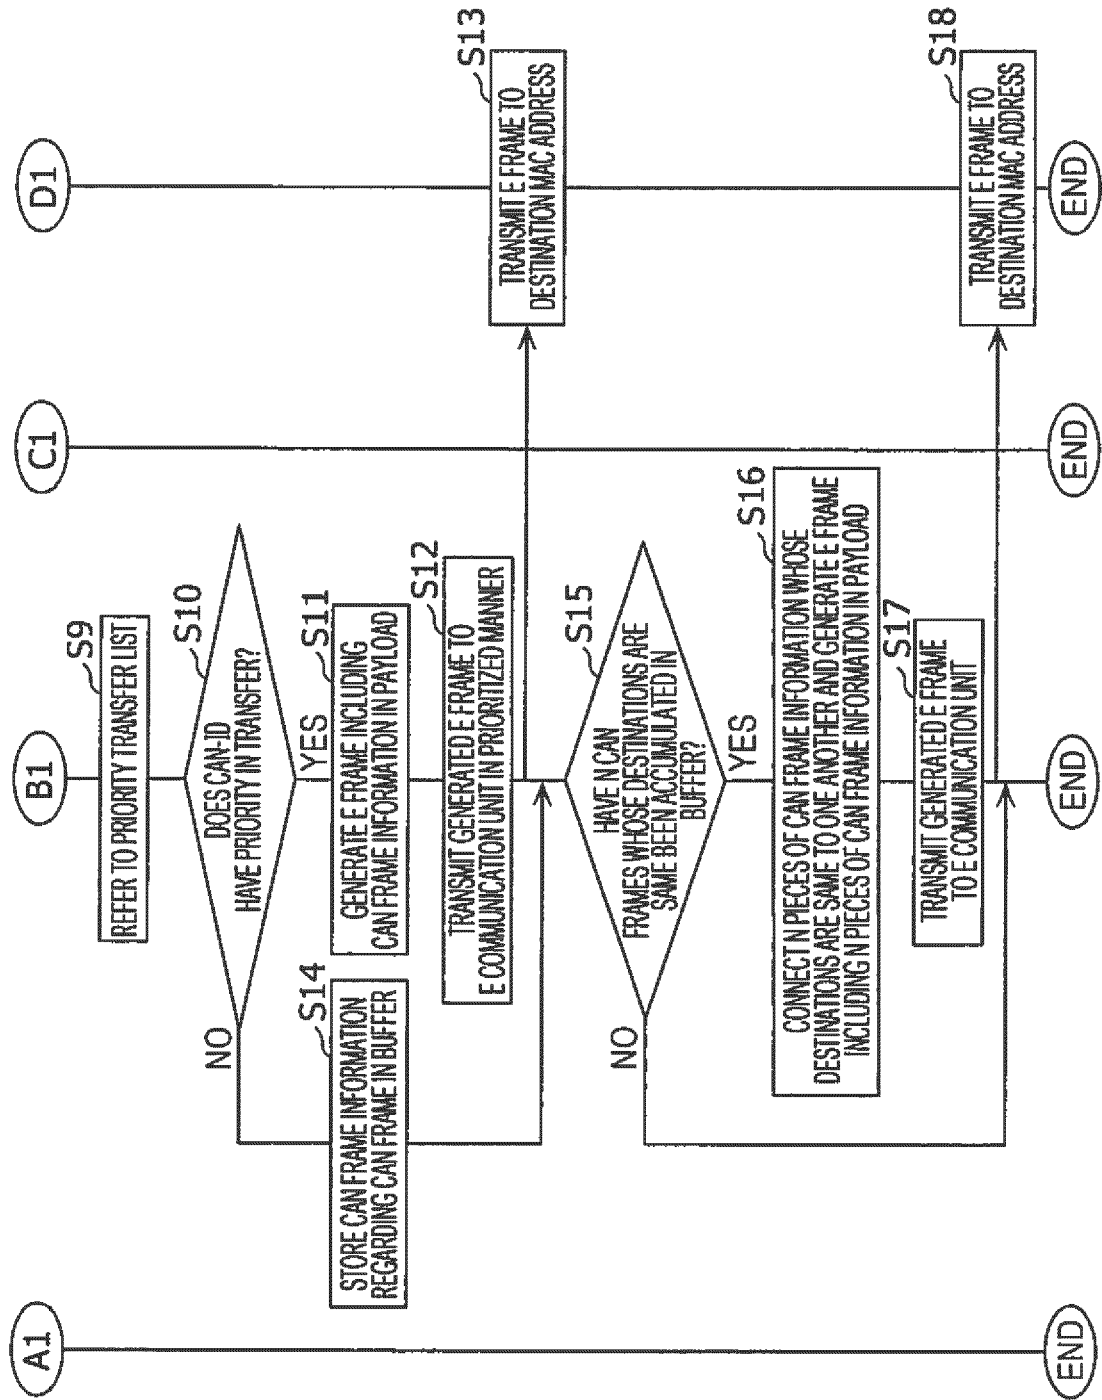 A1
B1
C1
D1
S9
REFER TO PRIORITY TRANSFER LIST
S10
DOES CAN-ID
HAVE PRIORITY IN TRANSFER?
NO
YES
S14
STORE CAN FRAME INFORMATION
REGARDING CAN FRAME IN BUFFER
S11
GENERATE E FRAME INCLUDING
CAN FRAME INFORMATION IN PAYLOAD
S12
TRANSMIT GENERATED E FRAME TO
E COMMUNICATION UNIT IN PRIORITIZED MANNER
S13
TRANSMIT E FRAME TO
DESTINATION MAC ADDRESS
S15
HAVE N CAN
FRAMES WHOSE DESTINATIONS ARE
SAME BEEN ACCUMULATED IN
BUFFER?
NO
YES
S16
CONNECT N PIECES OF CAN FRAME INFORMATION WHOSE
DESTINATIONS ARE SAME TO ONE ANOTHER AND GENERATE E FRAME
INCLUDING N PIECES OF CAN FRAME INFORMATION IN PAYLOAD
S17
TRANSMIT GENERATED E FRAME
TO E COMMUNICATION UNIT
S18
TRANSMIT E FRAME TO
DESTINATION MAC ADDRESS
END
END
END
END